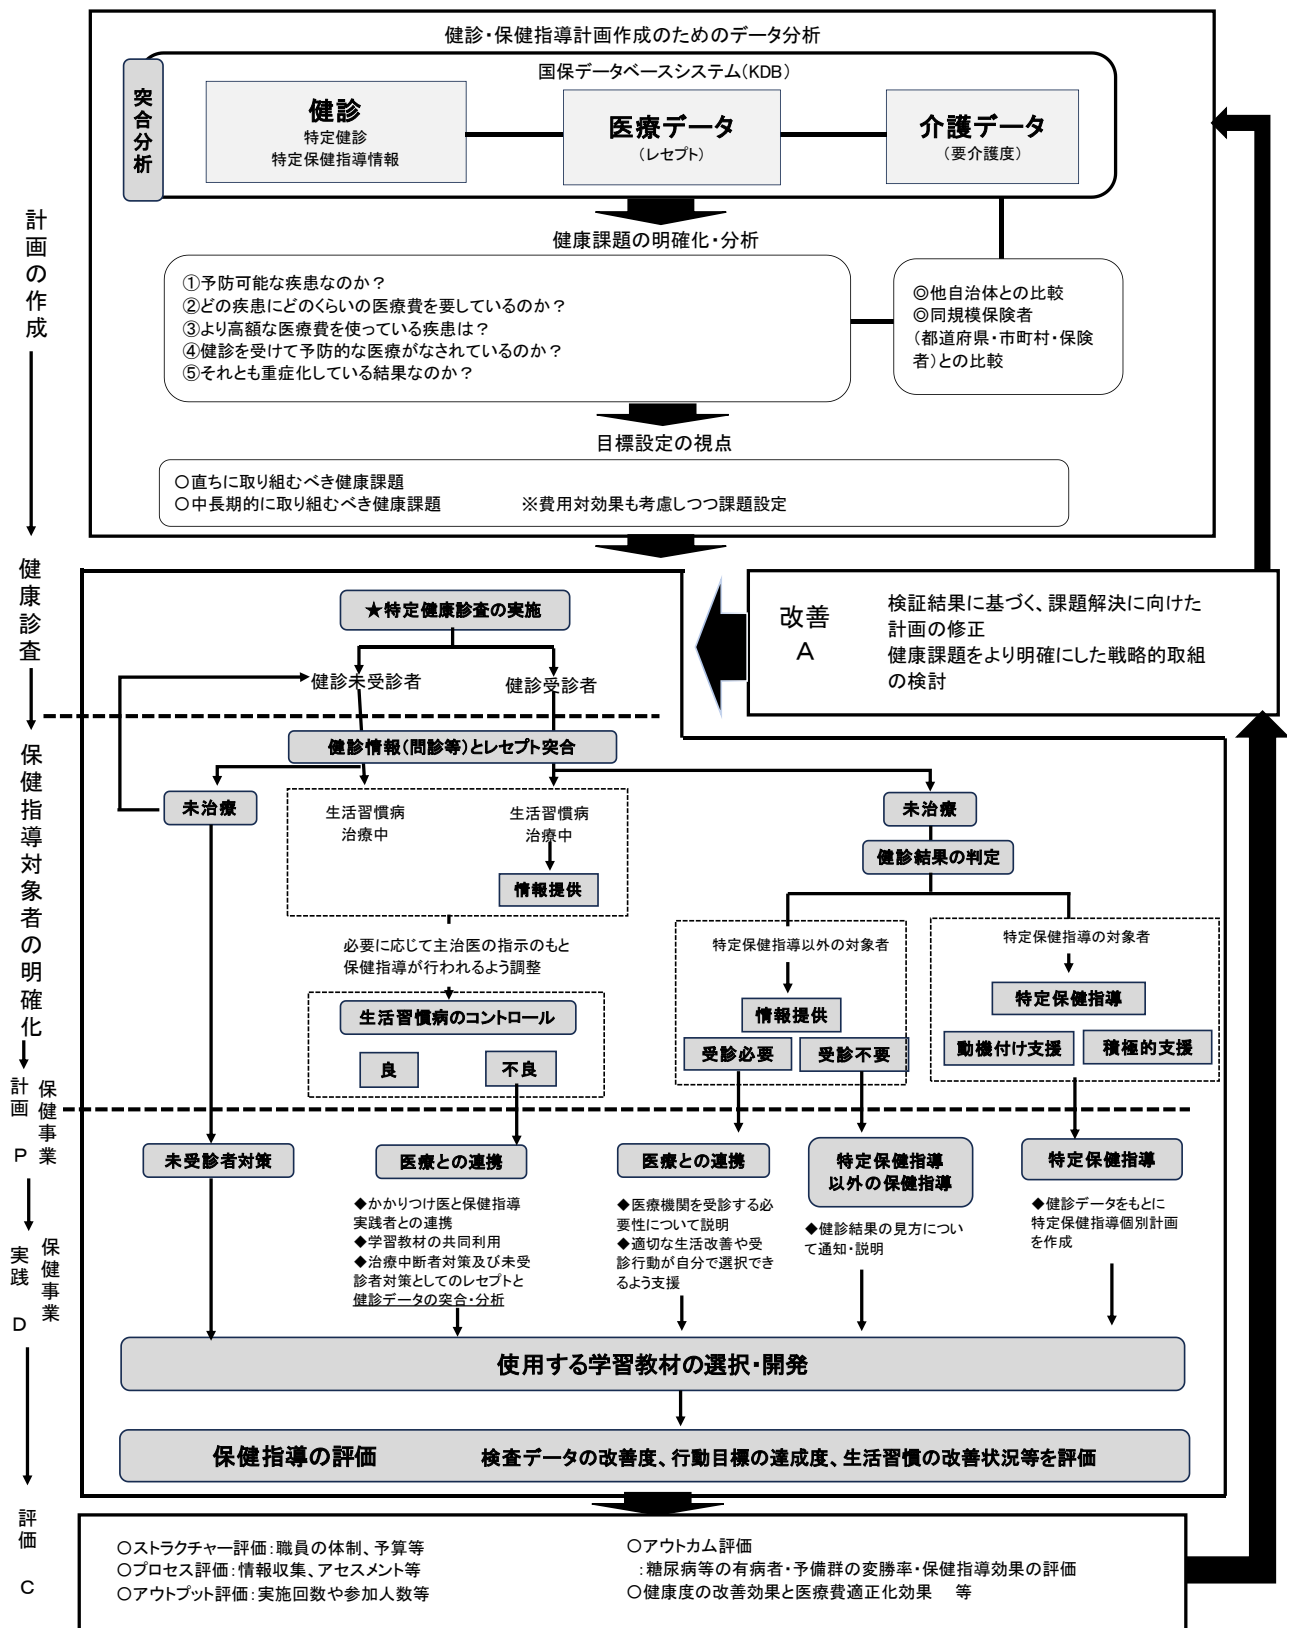 健診・保健指導計画作成のためのデータ分析
国保データベースシステム(KDB)
突合分析
健診
特定健診
特定保健指導情報
医療データ
(レセプト)
介護データ
(要介護度)
健康課題の明確化・分析
①予防可能な疾患なのか?
②どの疾患にどのくらいの医療費を要しているのか?
③より高額な医療費を使っている疾患は?
④健診を受けて予防的な医療がなされているのか?
⑤それとも重症化している結果なのか?
◎他自治体との比較
◎同規模保険者
(都道府県・市町村・保険
者)との比較
目標設定の視点
○直ちに取り組むべき健康課題
○中長期的に取り組むべき健康課題 ※費用対効果も考慮しつつ課題設定
計画の作成
健康診査
保健指導対象者の明確化
保健事業
計画 P
保健事業
実践 D
評価 C
改善
A
検証結果に基づく、課題解決に向けた
計画の修正
健康課題をより明確にした戦略的取組
の検討
★特定健康診査の実施
健診未受診者
健診受診者
健診情報(問診等)とレセプト突合
未治療
生活習慣病
治療中
生活習慣病
治療中
情報提供
未治療
健診結果の判定
必要に応じて主治医の指示のもと
保健指導が行われるよう調整
生活習慣病のコントロール
良
不良
特定保健指導以外の対象者
情報提供
受診必要
受診不要
特定保健指導の対象者
特定保健指導
動機付け支援
積極的支援
未受診者対策
医療との連携
◆かかりつけ医と保健指導
実践者との連携
◆学習教材の共同利用
◆治療中断者対策及び未受
診者対策としてのレセプトと
健診データの突合・分析
医療との連携
◆医療機関を受診する必
要性について説明
◆適切な生活改善や受
診行動が自分で選択でき
るよう支援
特定保健指導
以外の保健指導
◆健診結果の見方につい
て通知・説明
特定保健指導
◆健診データをもとに
特定保健指導個別計画
を作成
使用する学習教材の選択・開発
保健指導の評価 検査データの改善度、行動目標の達成度、生活習慣の改善状況等を評価
○ストラクチャー評価:職員の体制、予算等
○プロセス評価:情報収集、アセスメント等
○アウトプット評価:実施回数や参加人数等
○アウトカム評価
:糖尿病等の有病者・予備群の変勝率・保健指導効果の評価
○健康度の改善効果と医療費適正化効果 等